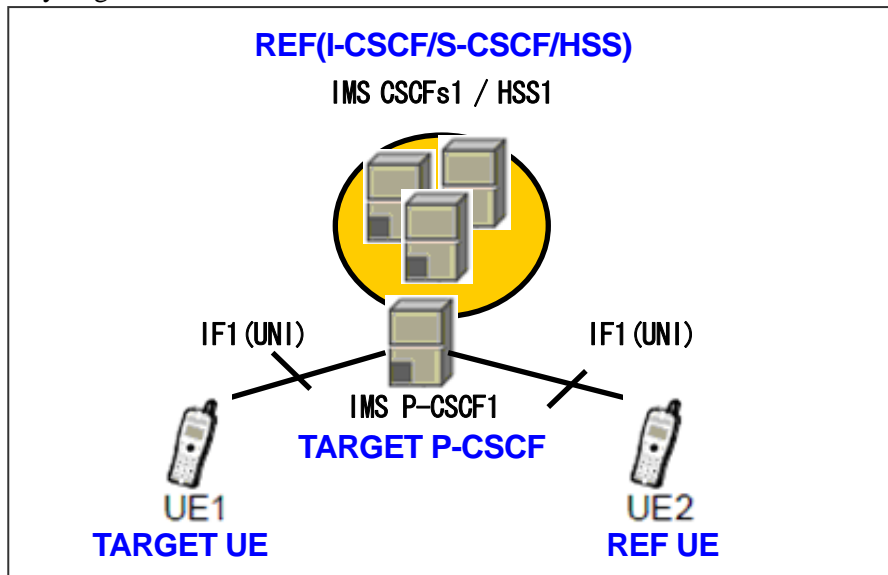 REF(I-CSCF/S-CSCF/HSS)
IMS CSCFs1 / HSS1
IF1(UNI)
IF1(UNI)
IMS P-CSCF1
TARGET P-CSCF
UE1
UE2
TARGET UE
REF UE